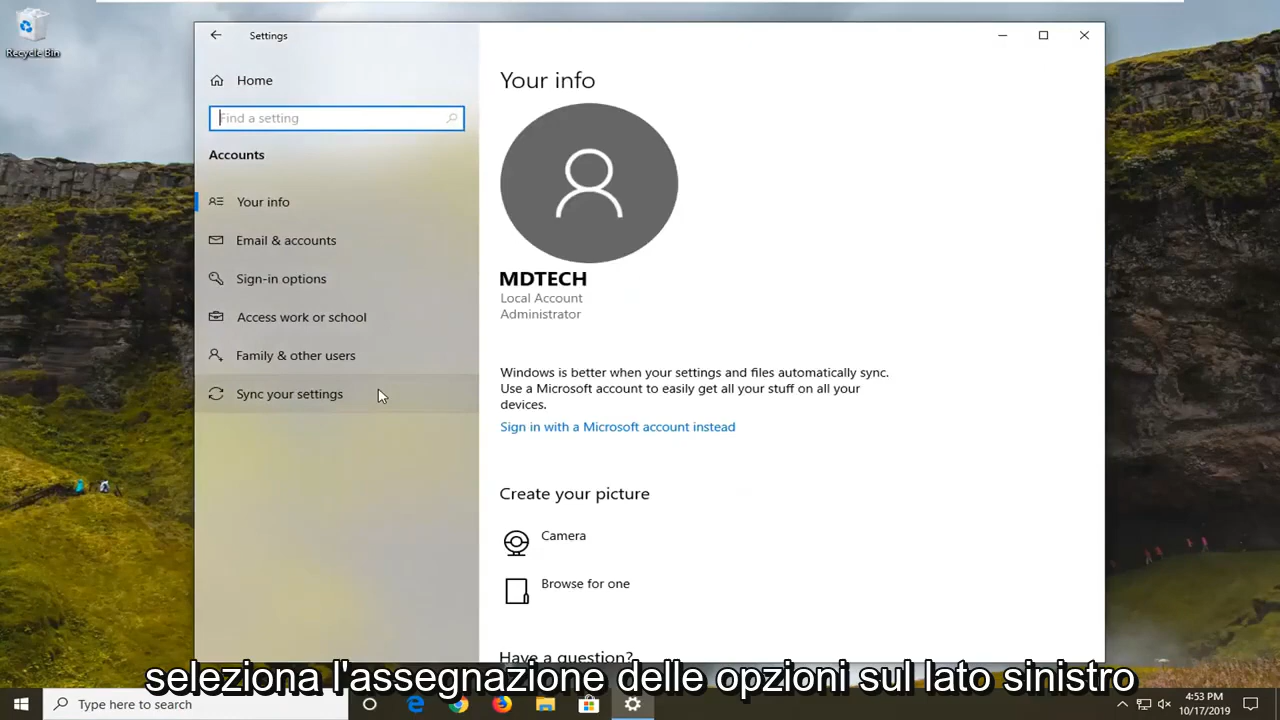 Recycle Bin
Settings
Home
Find a setting
Accounts
Your info
Email & accounts
Sign-in options
Access work or school
Family & other users
Sync your settings
Your info
MDTECH
Local Account
Administrator
Windows is better when your settings and files automatically sync.
Use a Microsoft account to easily get all your stuff on all your
devices.
Sign in with a Microsoft account instead
Create your picture
Camera
Browse for one
Have a question?
seleziona l'assegnazione delle opzioni sul lato sinistro
Type here to search
4:53 PM
10/17/2019